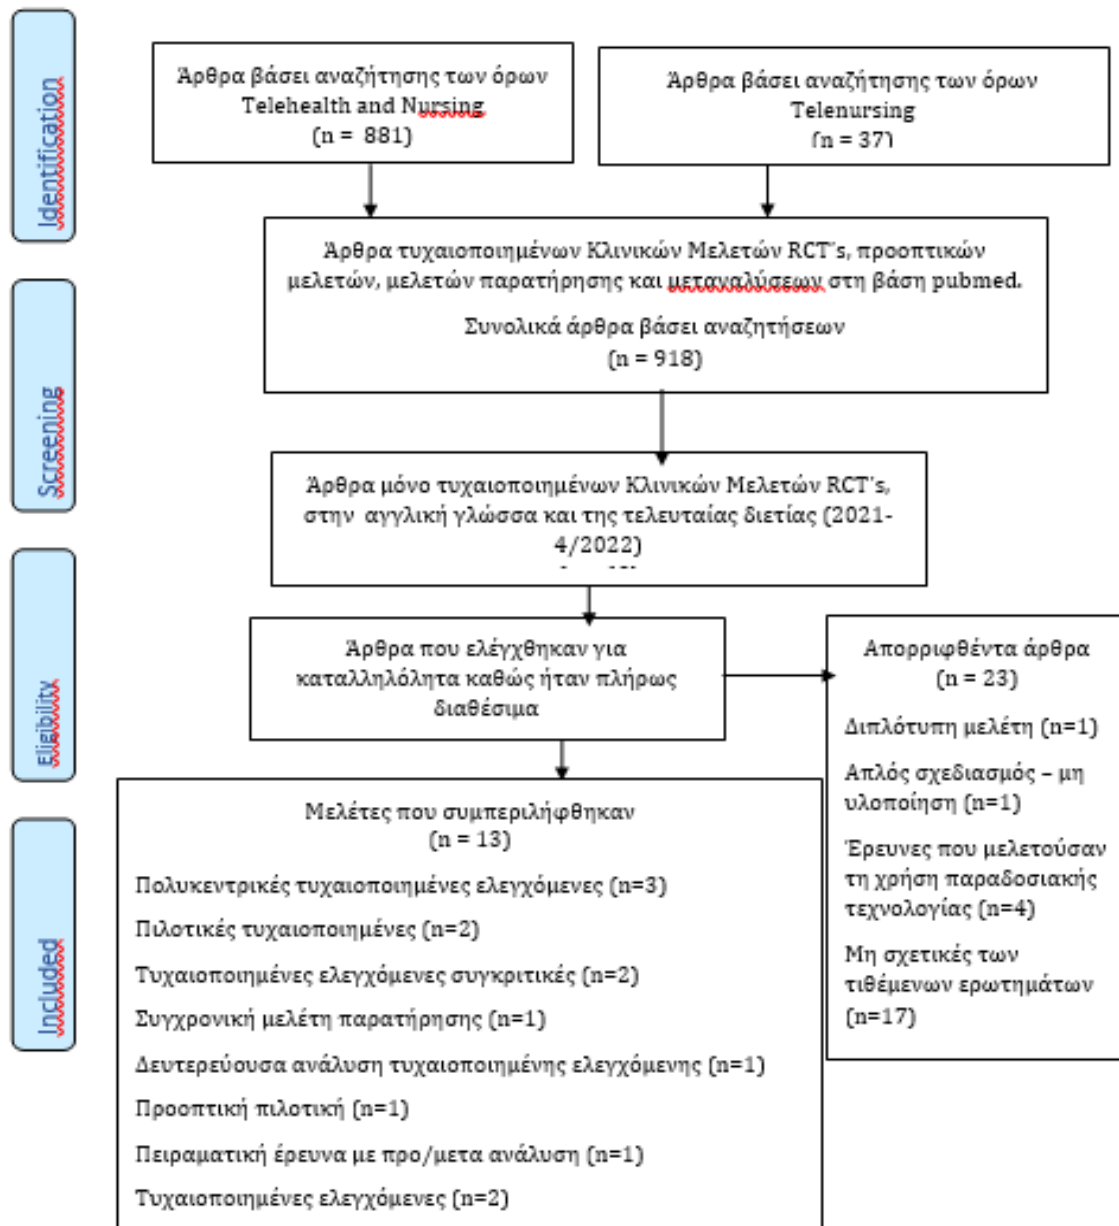 Identification
Άρθρα βάσει αναζήτησης των όρων
Telehealth and Nursing
(n = 881)
Άρθρα βάσει αναζήτησης των όρων
Telenursing
(n = 37)
Άρθρα τυχαιοποιημένων Κλινικών Μελετών RCT's, προοπτικών
μελετών, μελετών παρατήρησης και μεταναλύσεων στη βάση pubmed.
Συνολικά άρθρα βάσει αναζητήσεων
(n = 918)
Screening
Άρθρα μόνο τυχαιοποιημένων Κλινικών Μελετών RCT's,
στην αγγλική γλώσσα και της τελευταίας διετίας (2021-
4/2022)
Eligibility
Άρθρα που ελέγχθηκαν για
καταλληλόλητα καθώς ήταν πλήρως
διαθέσιμα
Απορριφθέντα άρθρα
(n = 23)
Διπλότυπη μελέτη (n=1)
Απλός σχεδιασμός – μη
υλοποίηση (n=1)
Έρευνες που μελετούσαν
τη χρήση παραδοσιακής
τεχνολογίας (n=4)
Μη σχετικές των
τιθέμενων ερωτημάτων
(n=17)
Included
Μελέτες που συμπεριλήφθηκαν
(n = 13)
Πολυκεντρικές τυχαιοποιημένες ελεγχόμενες (n=3)
Πιλοτικές τυχαιοποιημένες (n=2)
Τυχαιοποιημένες ελεγχόμενες συγκριτικές (n=2)
Συγχρονική μελέτη παρατήρησης (n=1)
Δευτερεύουσα ανάλυση τυχαιοποιημένης ελεγχόμενης (n=1)
Προοπτική πιλοτική (n=1)
Πειραματική έρευνα με προ/μετα ανάλυση (n=1)
Τυχαιοποιημένες ελεγχόμενες (n=2)